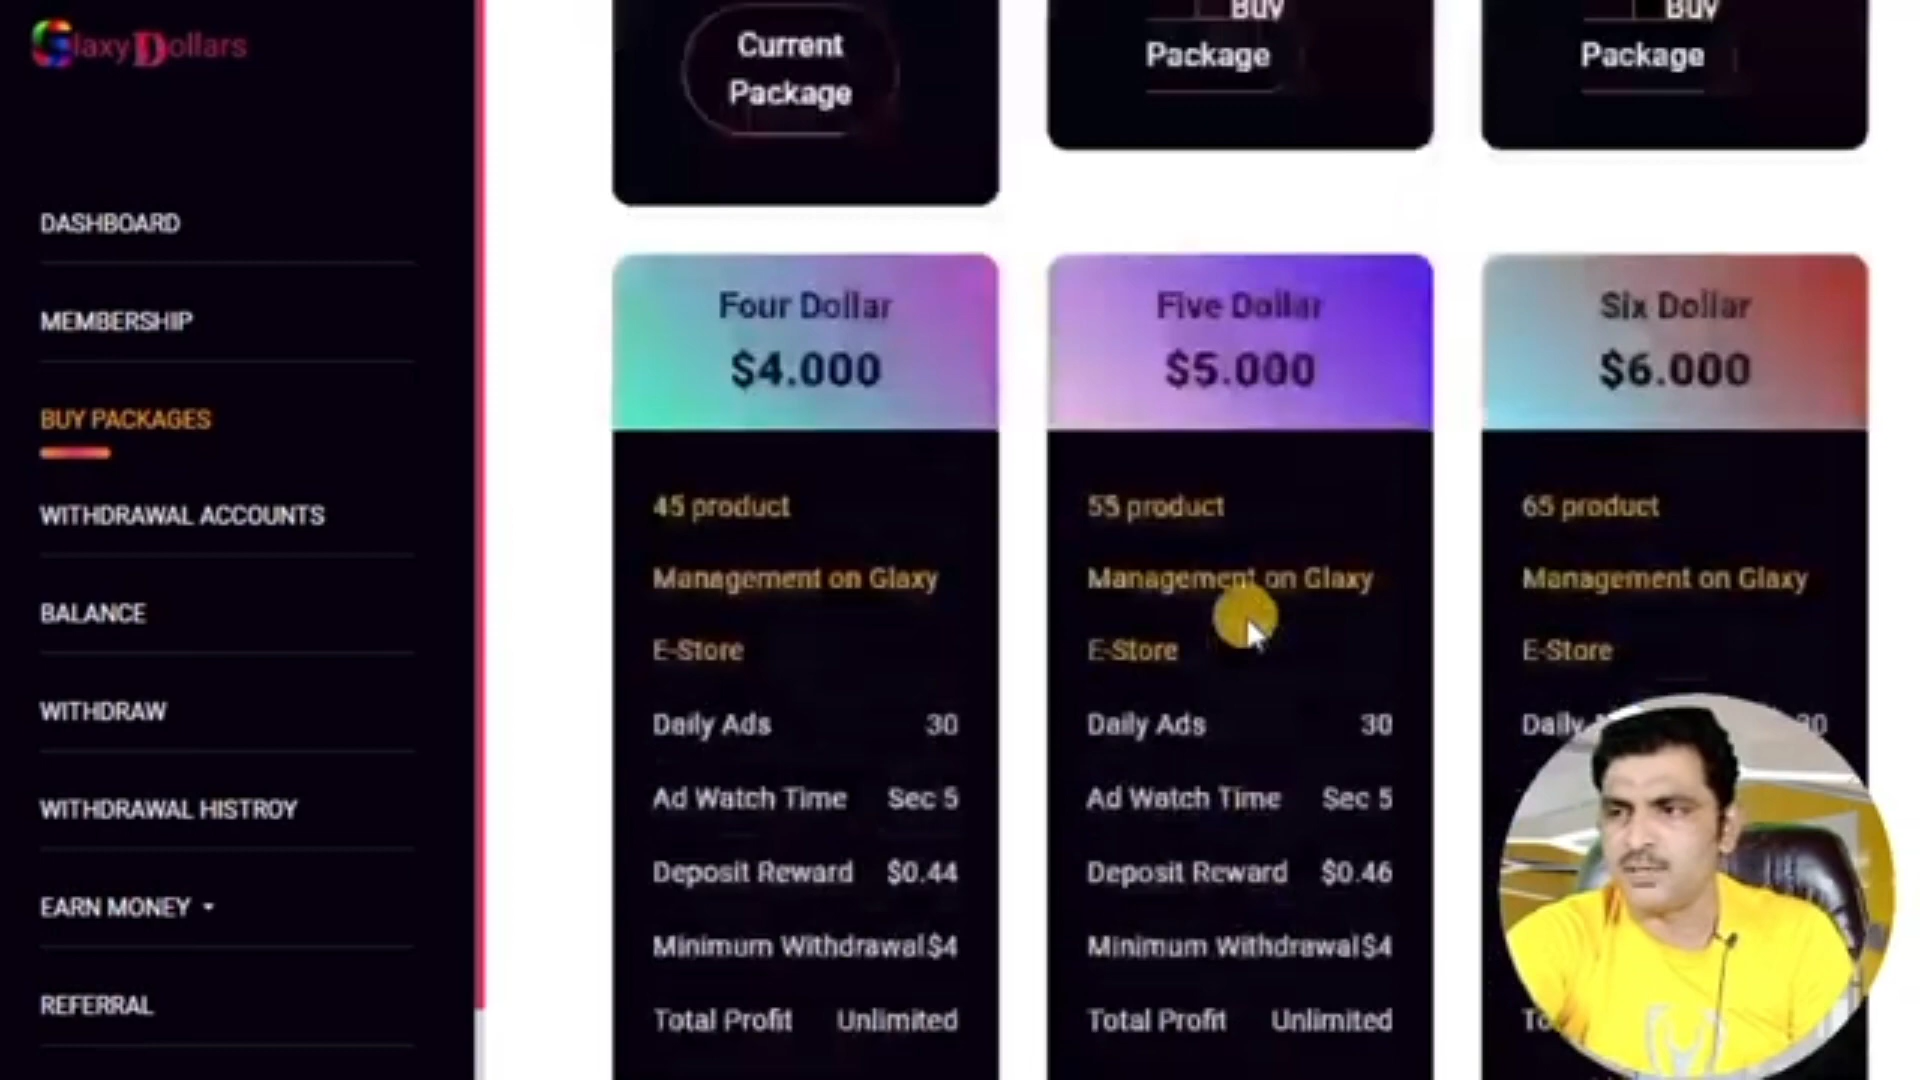 Glaxy Dollars
DASHBOARD
MEMBERSHIP
BUY PACKAGES
WITHDRAWAL ACCOUNTS
BALANCE
WITHDRAW
WITHDRAWAL HISTROY
EARN MONEY
REFERRAL
Current
Package
Buy
Package
Buy
Package
Four Dollar
$4.000
45 product
Management on Glaxy
E-Store
Daily Ads 30
Ad Watch Time Sec 5
Deposit Reward $0.44
Minimum Withdrawal $4
Total Profit Unlimited
Five Dollar
$5.000
55 product
Management on Glaxy
E-Store
Daily Ads 30
Ad Watch Time Sec 5
Deposit Reward $0.46
Minimum Withdrawal $4
Total Profit Unlimited
Six Dollar
$6.000
65 product
Management on Glaxy
E-Store
Daily